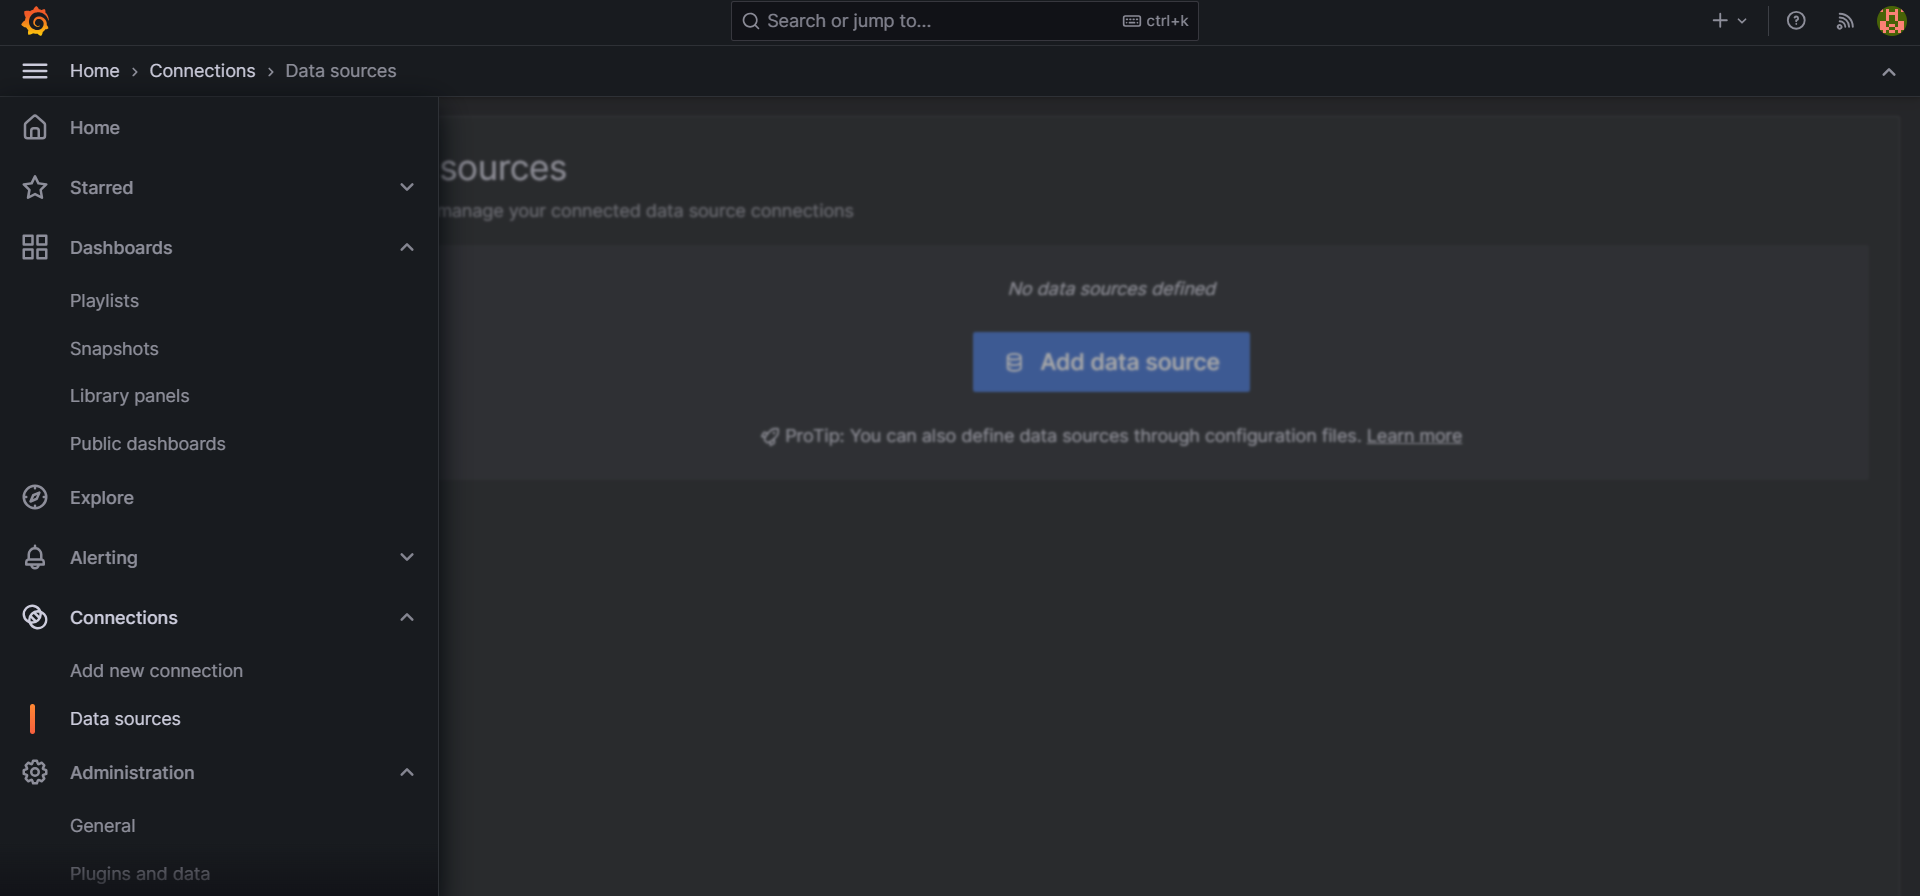 Search or jump to...
ctrl+k
Home › Connections › Data sources
Home
Starred
Dashboards
Playlists
Snapshots
Library panels
Public dashboards
Explore
Alerting
Connections
Add new connection
Data sources
Administration
General
Plugins and data
sources
manage your connected data source connections
No data sources defined
Add data source
ProTip: You can also define data sources through configuration files. Learn more